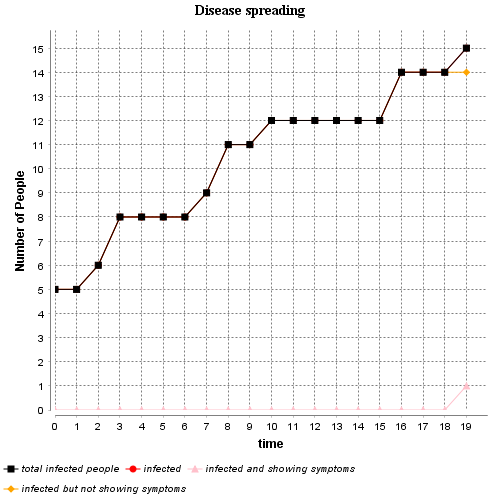 Disease spreading
15
14
13
12
11
10
9
8
7
6
5
4
3
2
1
0
Number of People
0 1 2 3 4 5 6 7 8 9 10 11 12 13 14 15 16 17 18 19
time
total infected people infected infected and showing symptoms
infected but not showing symptoms